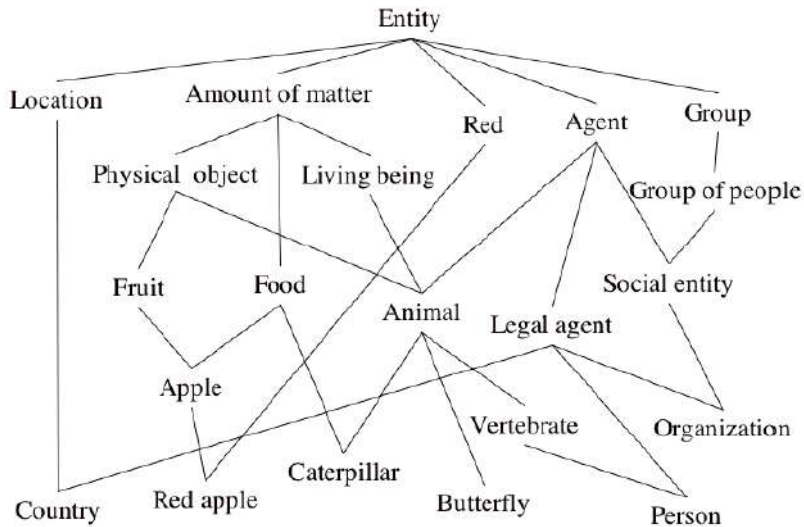 Entity
Location
Amount of matter
Red
Agent
Group
Physical object
Living being
Group of people
Fruit
Food
Animal
Legal agent
Social entity
Apple
Vertebrate
Organization
Country
Red apple
Caterpillar
Butterfly
Person